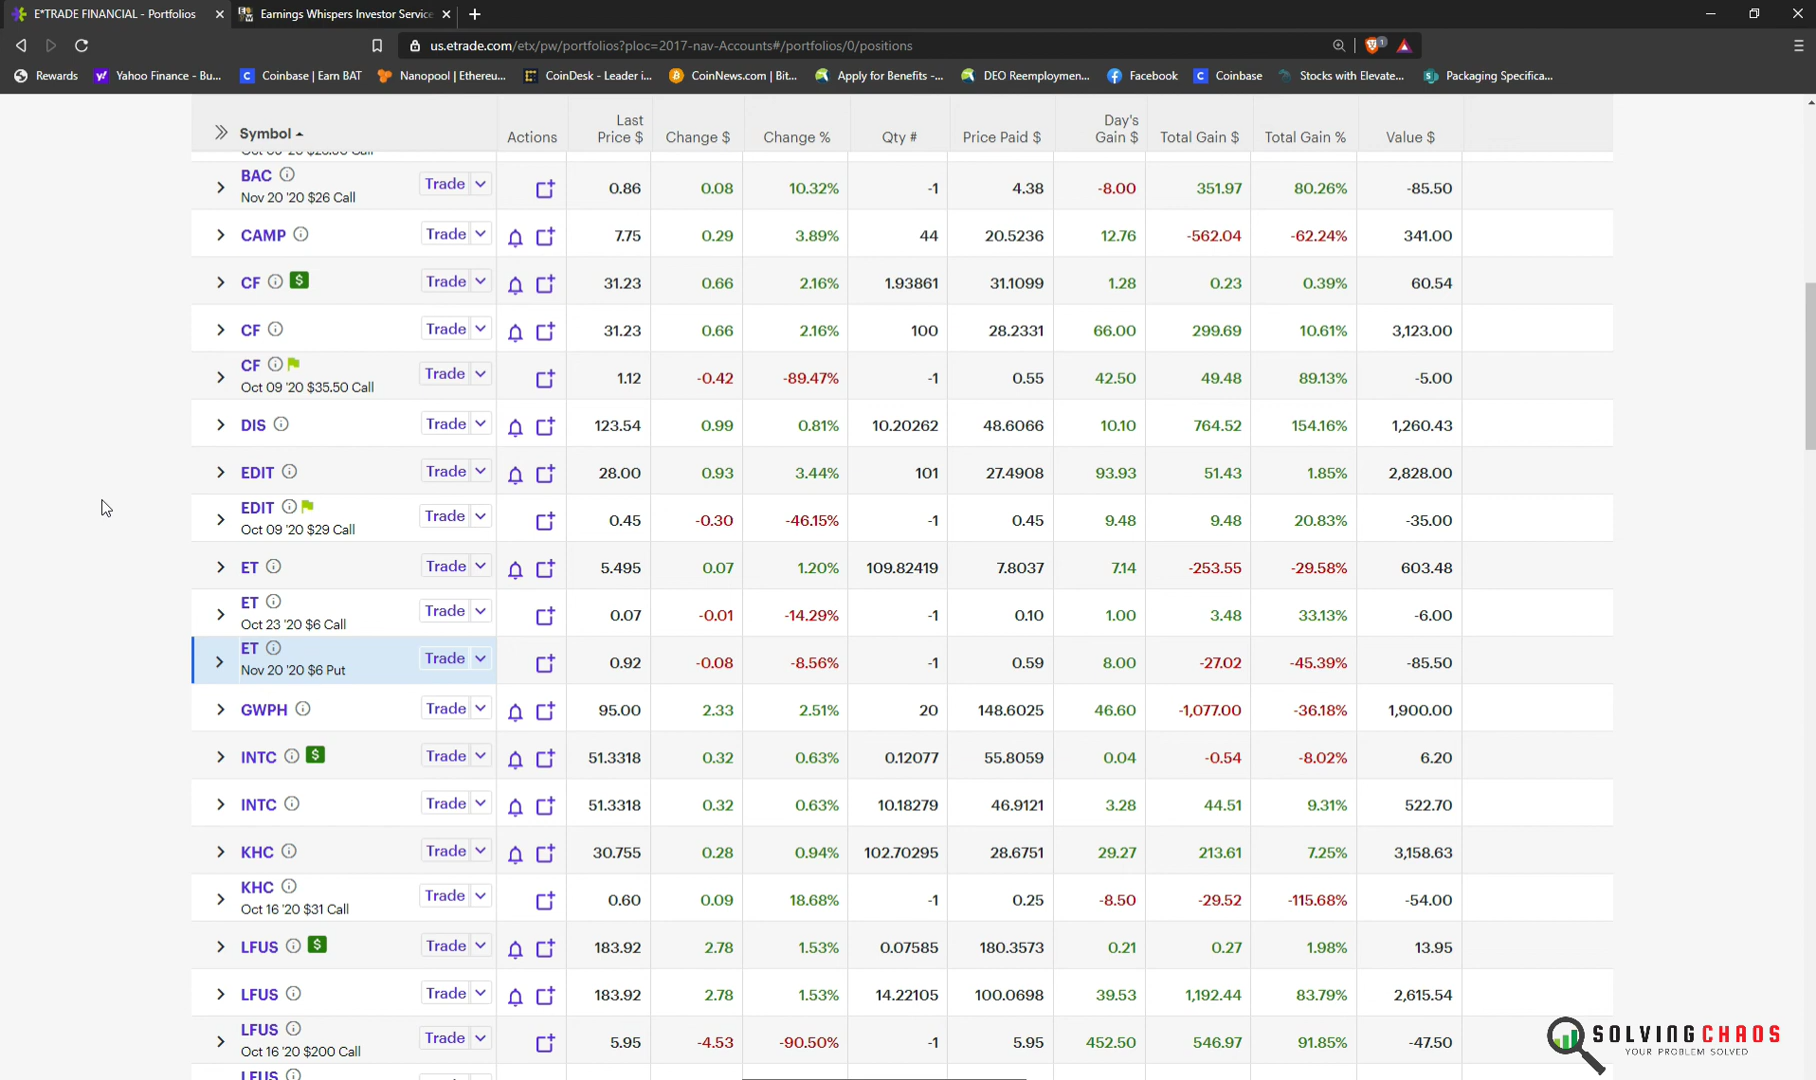 E*TRADE FINANCIAL - Portfolios
Earnings Whispers Investor Service
us.etrade.com/etx/pw/portfolios?ploc=2017-nav-Accounts#/portfolios/0/positions
Rewards Yahoo Finance - Bu... Coinbase | Earn BAT Nanopool | Ethereu... CoinDesk - Leader i... CoinNews.com | Bit... Apply for Benefits -... DEO Reemploymen... Facebook Coinbase Stocks with Elevate... Packaging Specifica...
Symbol Actions Last Price $ Change $ Change % Qty # Price Paid $ Day's Gain $ Total Gain $ Total Gain % Value $
BAC Trade 0.86 0.08 10.32% -1 4.38 -8.00 351.97 80.26% -85.50
Nov 20 '20 $26 Call
CAMP Trade 7.75 0.29 3.89% 44 20.5236 12.76 -562.04 -62.24% 341.00
CF $ Trade 31.23 0.66 2.16% 1.93861 31.1099 1.28 0.23 0.39% 60.54
CF Trade 31.23 0.66 2.16% 100 28.2331 66.00 299.69 10.61% 3,123.00
CF Trade 1.12 -0.42 -89.47% -1 0.55 42.50 49.48 89.13% -5.00
Oct 09 '20 $35.50 Call
DIS Trade 123.54 0.99 0.81% 10.20262 48.6066 10.10 764.52 154.16% 1,260.43
EDIT Trade 28.00 0.93 3.44% 101 27.4908 93.93 51.43 1.85% 2,828.00
EDIT Trade 0.45 -0.30 -46.15% -1 0.45 9.48 9.48 20.83% -35.00
Oct 09 '20 $29 Call
ET Trade 5.495 0.07 1.20% 109.82419 7.8037 7.14 -253.55 -29.58% 603.48
ET Trade 0.07 -0.01 -14.29% -1 0.10 1.00 3.48 33.13% -6.00
Oct 23 '20 $6 Call
ET Trade 0.92 -0.08 -8.56% -1 0.59 8.00 -27.02 -45.39% -85.50
Nov 20 '20 $6 Put
GWPH Trade 95.00 2.33 2.51% 20 148.6025 46.60 -1,077.00 -36.18% 1,900.00
INTC $ Trade 51.3318 0.32 0.63% 0.12077 55.8059 0.04 -0.54 -8.02% 6.20
INTC Trade 51.3318 0.32 0.63% 10.18279 46.9121 3.28 44.51 9.31% 522.70
KHC Trade 30.755 0.28 0.94% 102.70295 28.6751 29.27 213.61 7.25% 3,158.63
KHC Trade 0.60 0.09 18.68% -1 0.25 -8.50 -29.52 -115.68% -54.00
Oct 16 '20 $31 Call
LFUS $ Trade 183.92 2.78 1.53% 0.07585 180.3573 0.21 0.27 1.98% 13.95
LFUS Trade 183.92 2.78 1.53% 14.22105 100.0698 39.53 1,192.44 83.79% 2,615.54
LFUS Trade 5.95 -4.53 -90.50% -1 5.95 452.50 546.97 91.85% -47.50
Oct 16 '20 $200 Call
LFUS
SOLVINGCHAOS
YOUR PROBLEM SOLVED